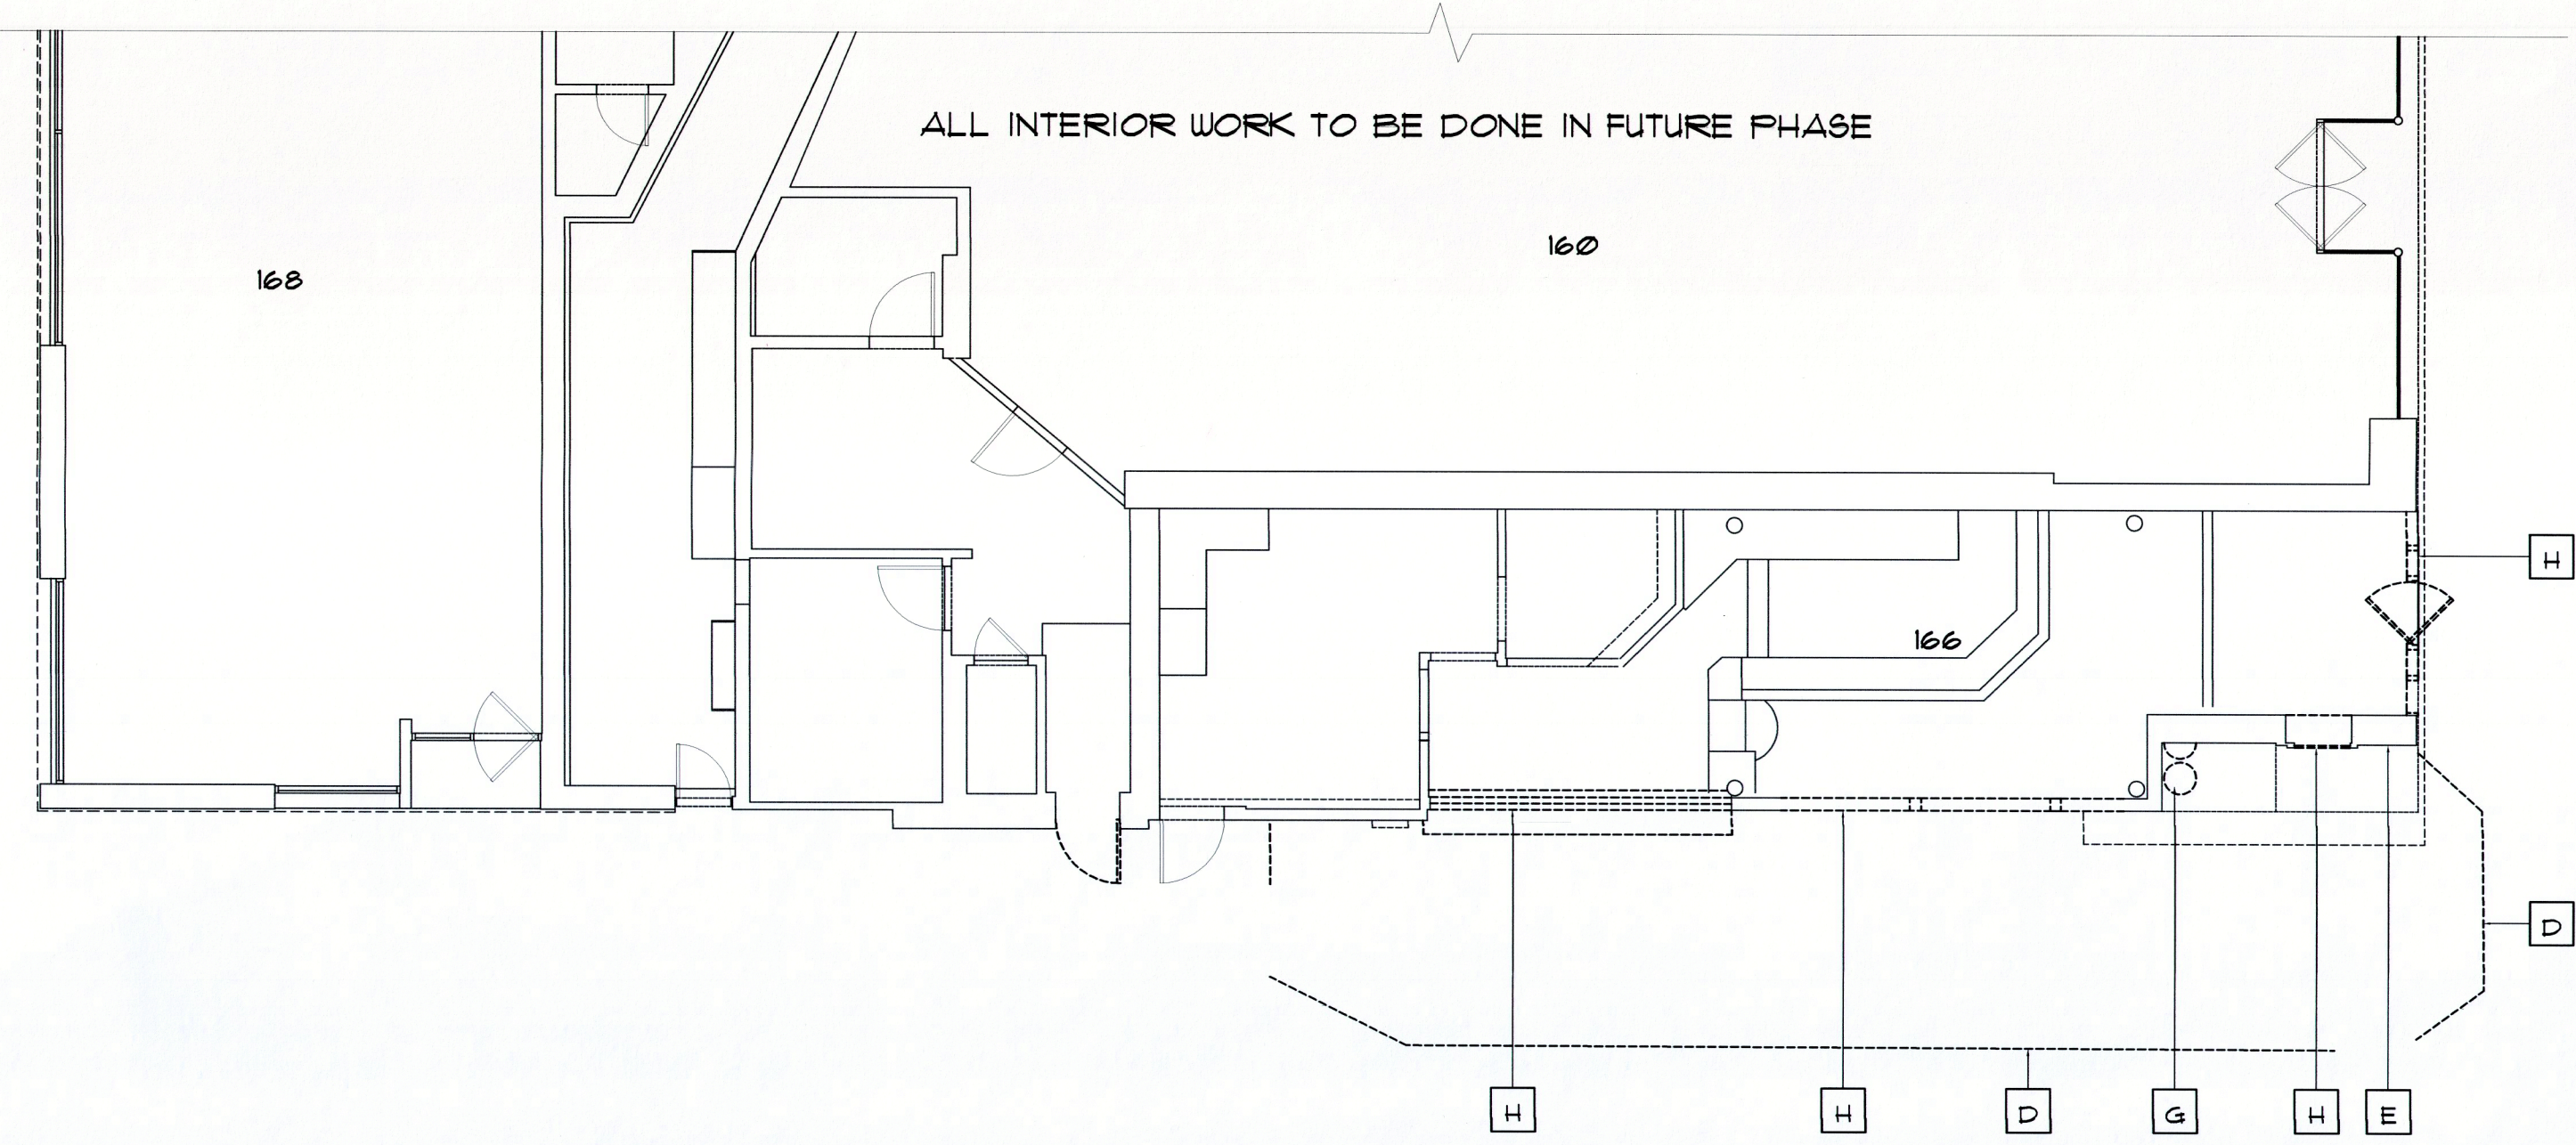 ALL INTERIOR WORK TO BE DONE IN FUTURE PHASE
160
168
H
166
D
H
H
D
G
H
E